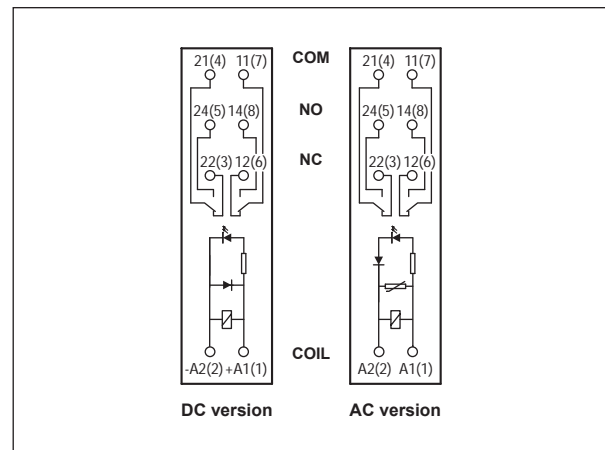 21(4) 11(7) COM 21(4) 11(7)
24(5) 14(8) NO 24(5) 14(8)
22(3) 12(6) NC 22(3) 12(6)
-A2(2) +A1(1) COIL A2(2) A1(1)
DC version AC version